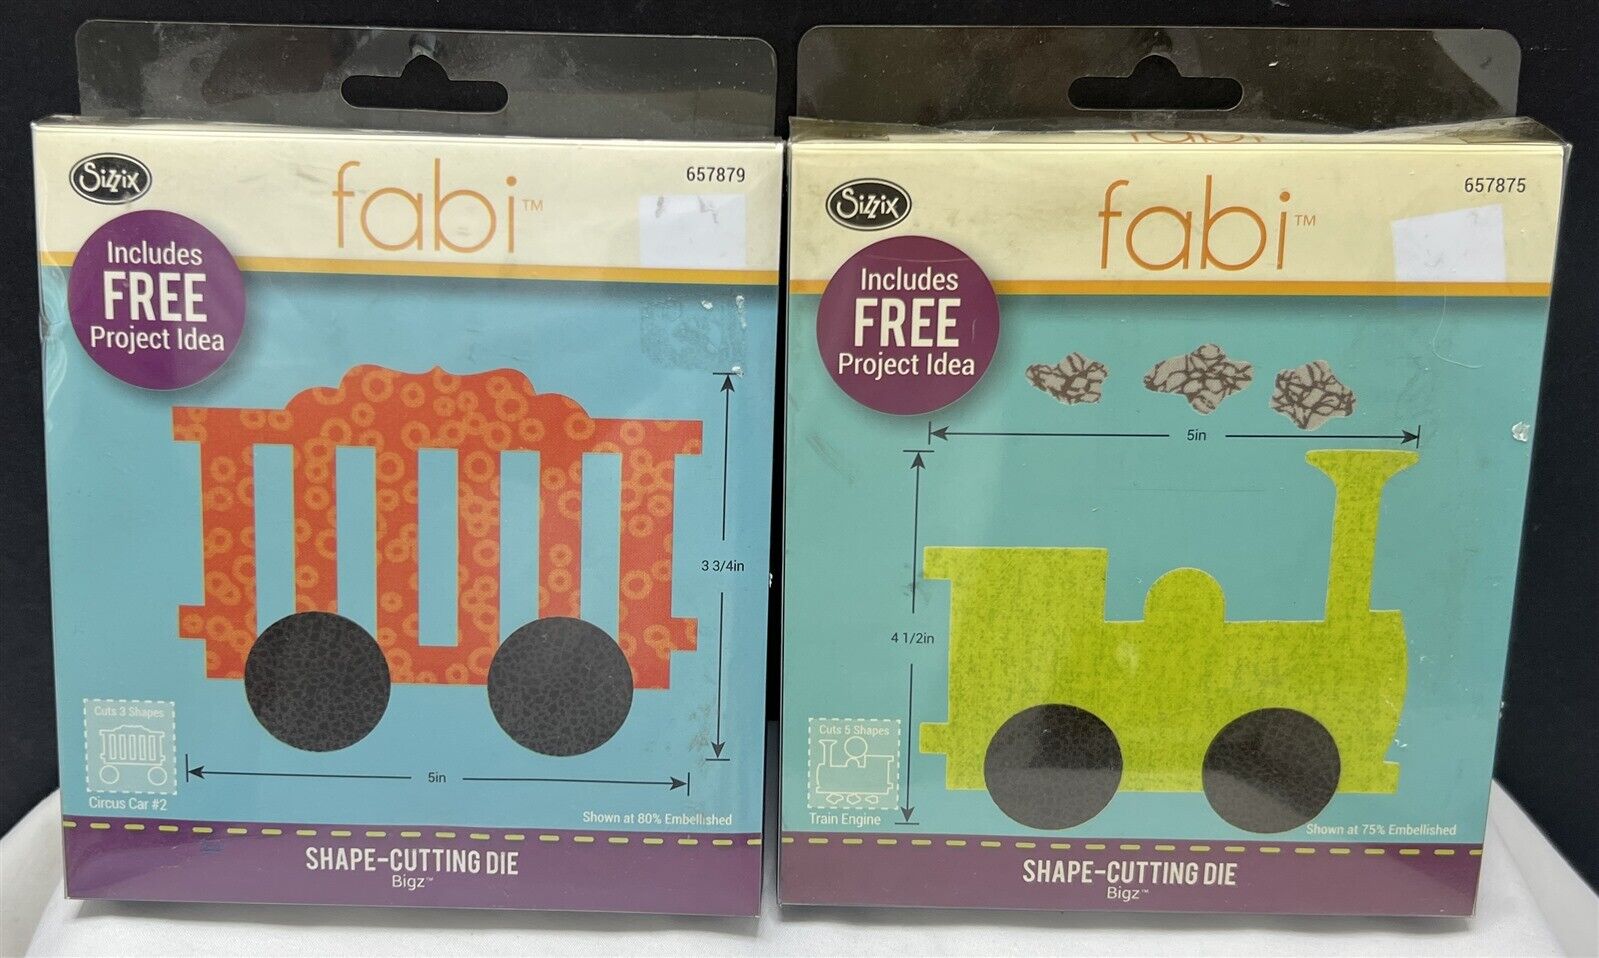 Sizzix
fabi™
657879
Includes
FREE
Project Idea
3 3/4in
5in
Cuts 3 Shapes
Circus Car #2
Shown at 80% Embellished
SHAPE-CUTTING DIE
Bigz™
fabi
Sizzix
fabi™
657875
Includes
FREE
Project Idea
5in
4 1/2in
Cuts 5 Shapes
Train Engine
Shown at 75% Embellished
SHAPE-CUTTING DIE
Bigz™